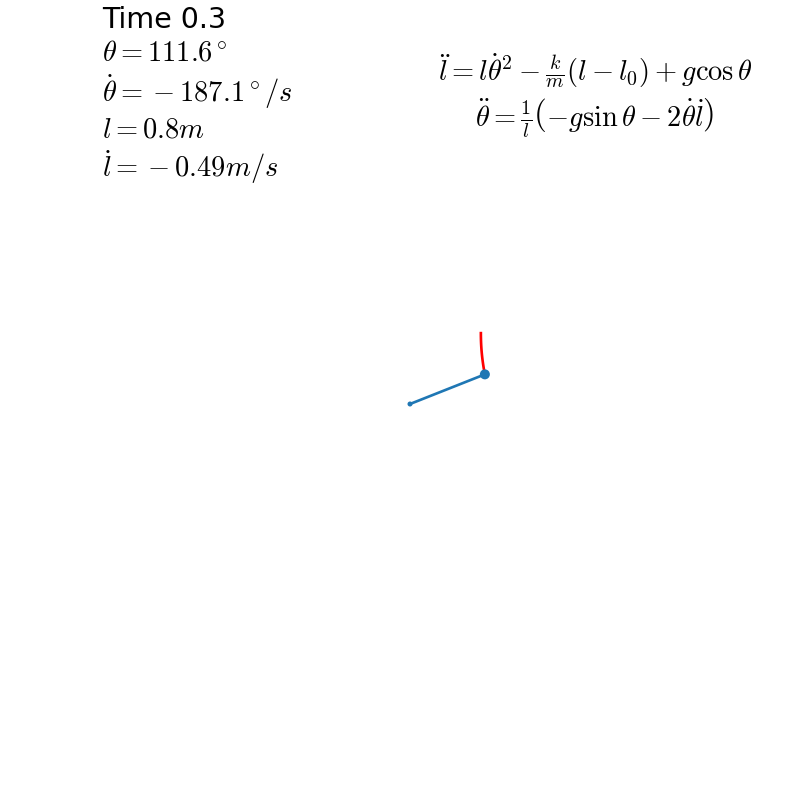 Time 0.3
θ = 111.6°
θ̇ = −187.1°/s
l = 0.8m
l̇ = −0.49m/s
l̈ = lθ̇² − k/m(l − l₀) + g cos θ
θ̈ = 1/l(−g sin θ − 2θ̇l̇)